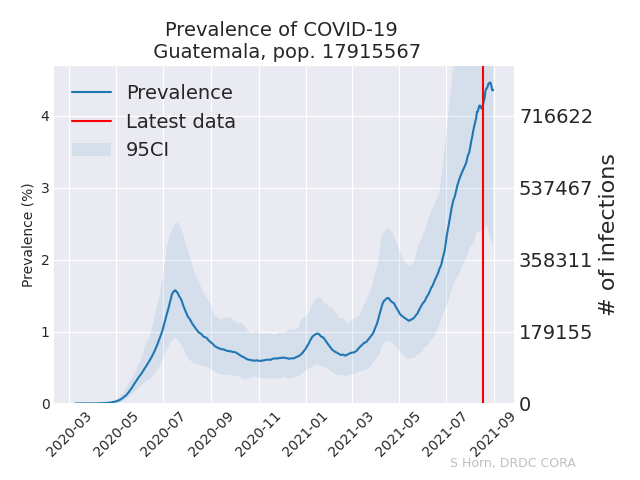 Prevalence of COVID-19
Guatemala, pop. 17915567
Prevalence
Latest data
95CI
Prevalence (%)
4
3
2
1
0
716622
537467
358311
179155
0
# of infections
2020-03
2020-05
2020-07
2020-09
2020-11
2021-01
2021-03
2021-05
2021-07
2021-09
S Horn, DRDC CORA